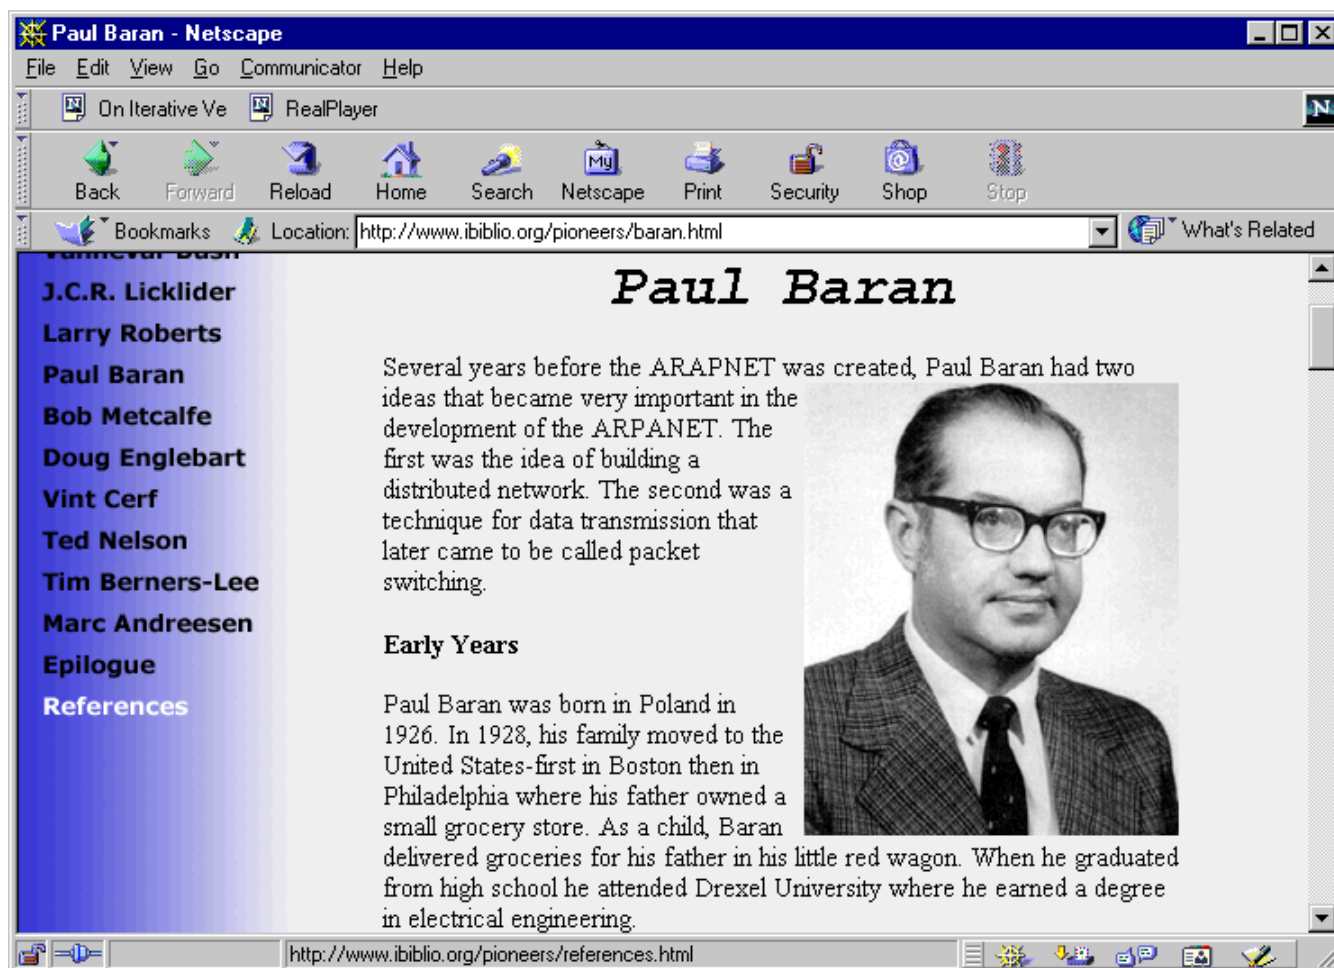 Paul Baran - Netscape
File Edit View Go Communicator Help
On Iterative Ve RealPlayer
N
My
Back Forward Reload Home Search Netscape Print Security Shop Stop
Bookmarks Location: http://www.ibiblio.org/pioneers/baran.html What's Related
Vannevar Bush
J.C.R. Licklider
Larry Roberts
Paul Baran
Bob Metcalfe
Doug Englebart
Vint Cerf
Ted Nelson
Tim Berners-Lee
Marc Andreesen
Epilogue
References
Paul Baran
Several years before the ARAPNET was created, Paul Baran had two
ideas that became very important in the
development of the ARPANET. The
first was the idea of building a
distributed network. The second was a
technique for data transmission that
later came to be called packet
switching.
Early Years
Paul Baran was born in Poland in
1926. In 1928, his family moved to the
United States-first in Boston then in
Philadelphia where his father owned a
small grocery store. As a child, Baran
delivered groceries for his father in his little red wagon. When he graduated
from high school he attended Drexel University where he earned a degree
in electrical engineering.
http://www.ibiblio.org/pioneers/references.html